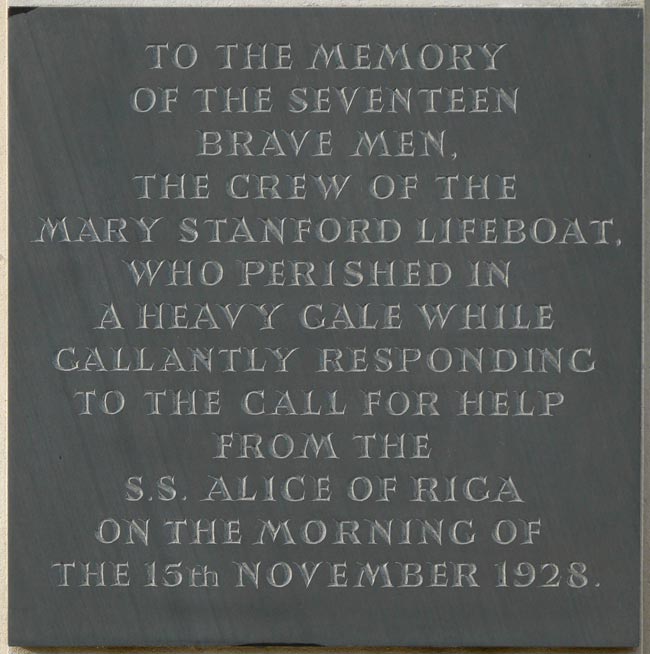 TO THE MEMORY
OF THE SEVENTEEN
BRAVE MEN,
THE CREW OF THE
MARY STANFORD LIFEBOAT,
WHO PERISHED IN
A HEAVY GALE WHILE
GALLANTLY RESPONDING
TO THE CALL FOR HELP
FROM THE
S.S. ALICE OF RIGA
ON THE MORNING OF
THE 15th NOVEMBER 1928.